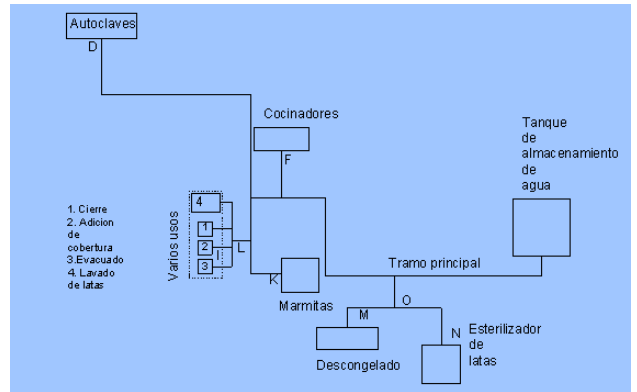 Autoclaves
D
Cocinadores
F
Tanque
de
almacenamiento
de
agua
1. Cierre
2. Adicion
de
cobertura
3.Evacuado
4. Lavado
de latas
Varios usos
4
1
2
3
I
L
K
Marmitas
Tramo principal
M
O
N
Descongelado
Esterilizador
de
latas